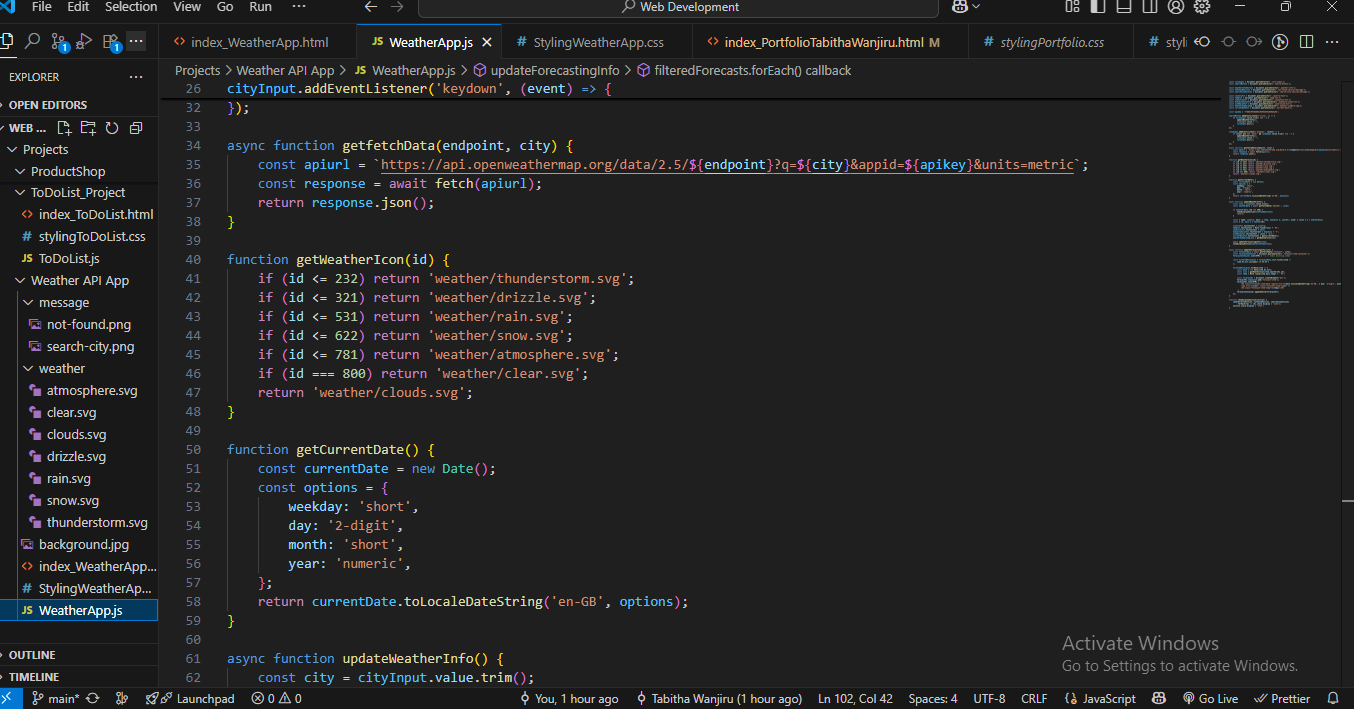 File Edit Selection View Go Run ··· Web Development
index_WeatherApp.html JS WeatherApp.js # StylingWeatherApp.css index_PortfolioTabithaWanjiru.html M # stylingPortfolio.css # styli
EXPLORER
OPEN EDITORS
WEB ...
Projects
ProductShop
ToDoList_Project
<> index_ToDoList.html
# stylingToDoList.css
JS ToDoList.js
Weather API App
message
not-found.png
search-city.png
weather
atmosphere.svg
clear.svg
clouds.svg
drizzle.svg
rain.svg
snow.svg
thunderstorm.svg
background.jpg
<> index_WeatherApp...
# StylingWeatherAp...
JS WeatherApp.js
OUTLINE
TIMELINE
Projects > Weather API App > JS WeatherApp.js > updateForecastingInfo > filteredForecasts.forEach() callback
26 cityInput.addEventListener('keydown', (event) => {
32 });
33
34 async function getfetchData(endpoint, city) {
35 const apiurl = `https://api.openweathermap.org/data/2.5/${endpoint}?q=${city}&appid=${apikey}&units=metric`;
36 const response = await fetch(apiurl);
37 return response.json();
38 }
39
40 function getWeatherIcon(id) {
41 if (id <= 232) return 'weather/thunderstorm.svg';
42 if (id <= 321) return 'weather/drizzle.svg';
43 if (id <= 531) return 'weather/rain.svg';
44 if (id <= 622) return 'weather/snow.svg';
45 if (id <= 781) return 'weather/atmosphere.svg';
46 if (id === 800) return 'weather/clear.svg';
47 return 'weather/clouds.svg';
48 }
49
50 function getCurrentDate() {
51 const currentDate = new Date();
52 const options = {
53 weekday: 'short',
54 day: '2-digit',
55 month: 'short',
56 year: 'numeric',
57 };
58 return currentDate.toLocaleDateString('en-GB', options);
59 }
60
61 async function updateWeatherInfo() {
62 const city = cityInput.value.trim();
Activate Windows
Go to Settings to activate Windows.
main* Launchpad 0 0 You, 1 hour ago Tabitha Wanjiru (1 hour ago) Ln 102, Col 42 Spaces: 4 UTF-8 CRLF {} JavaScript Go Live Prettier